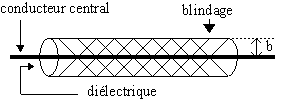 conducteur central
blindage
b
diélectrique